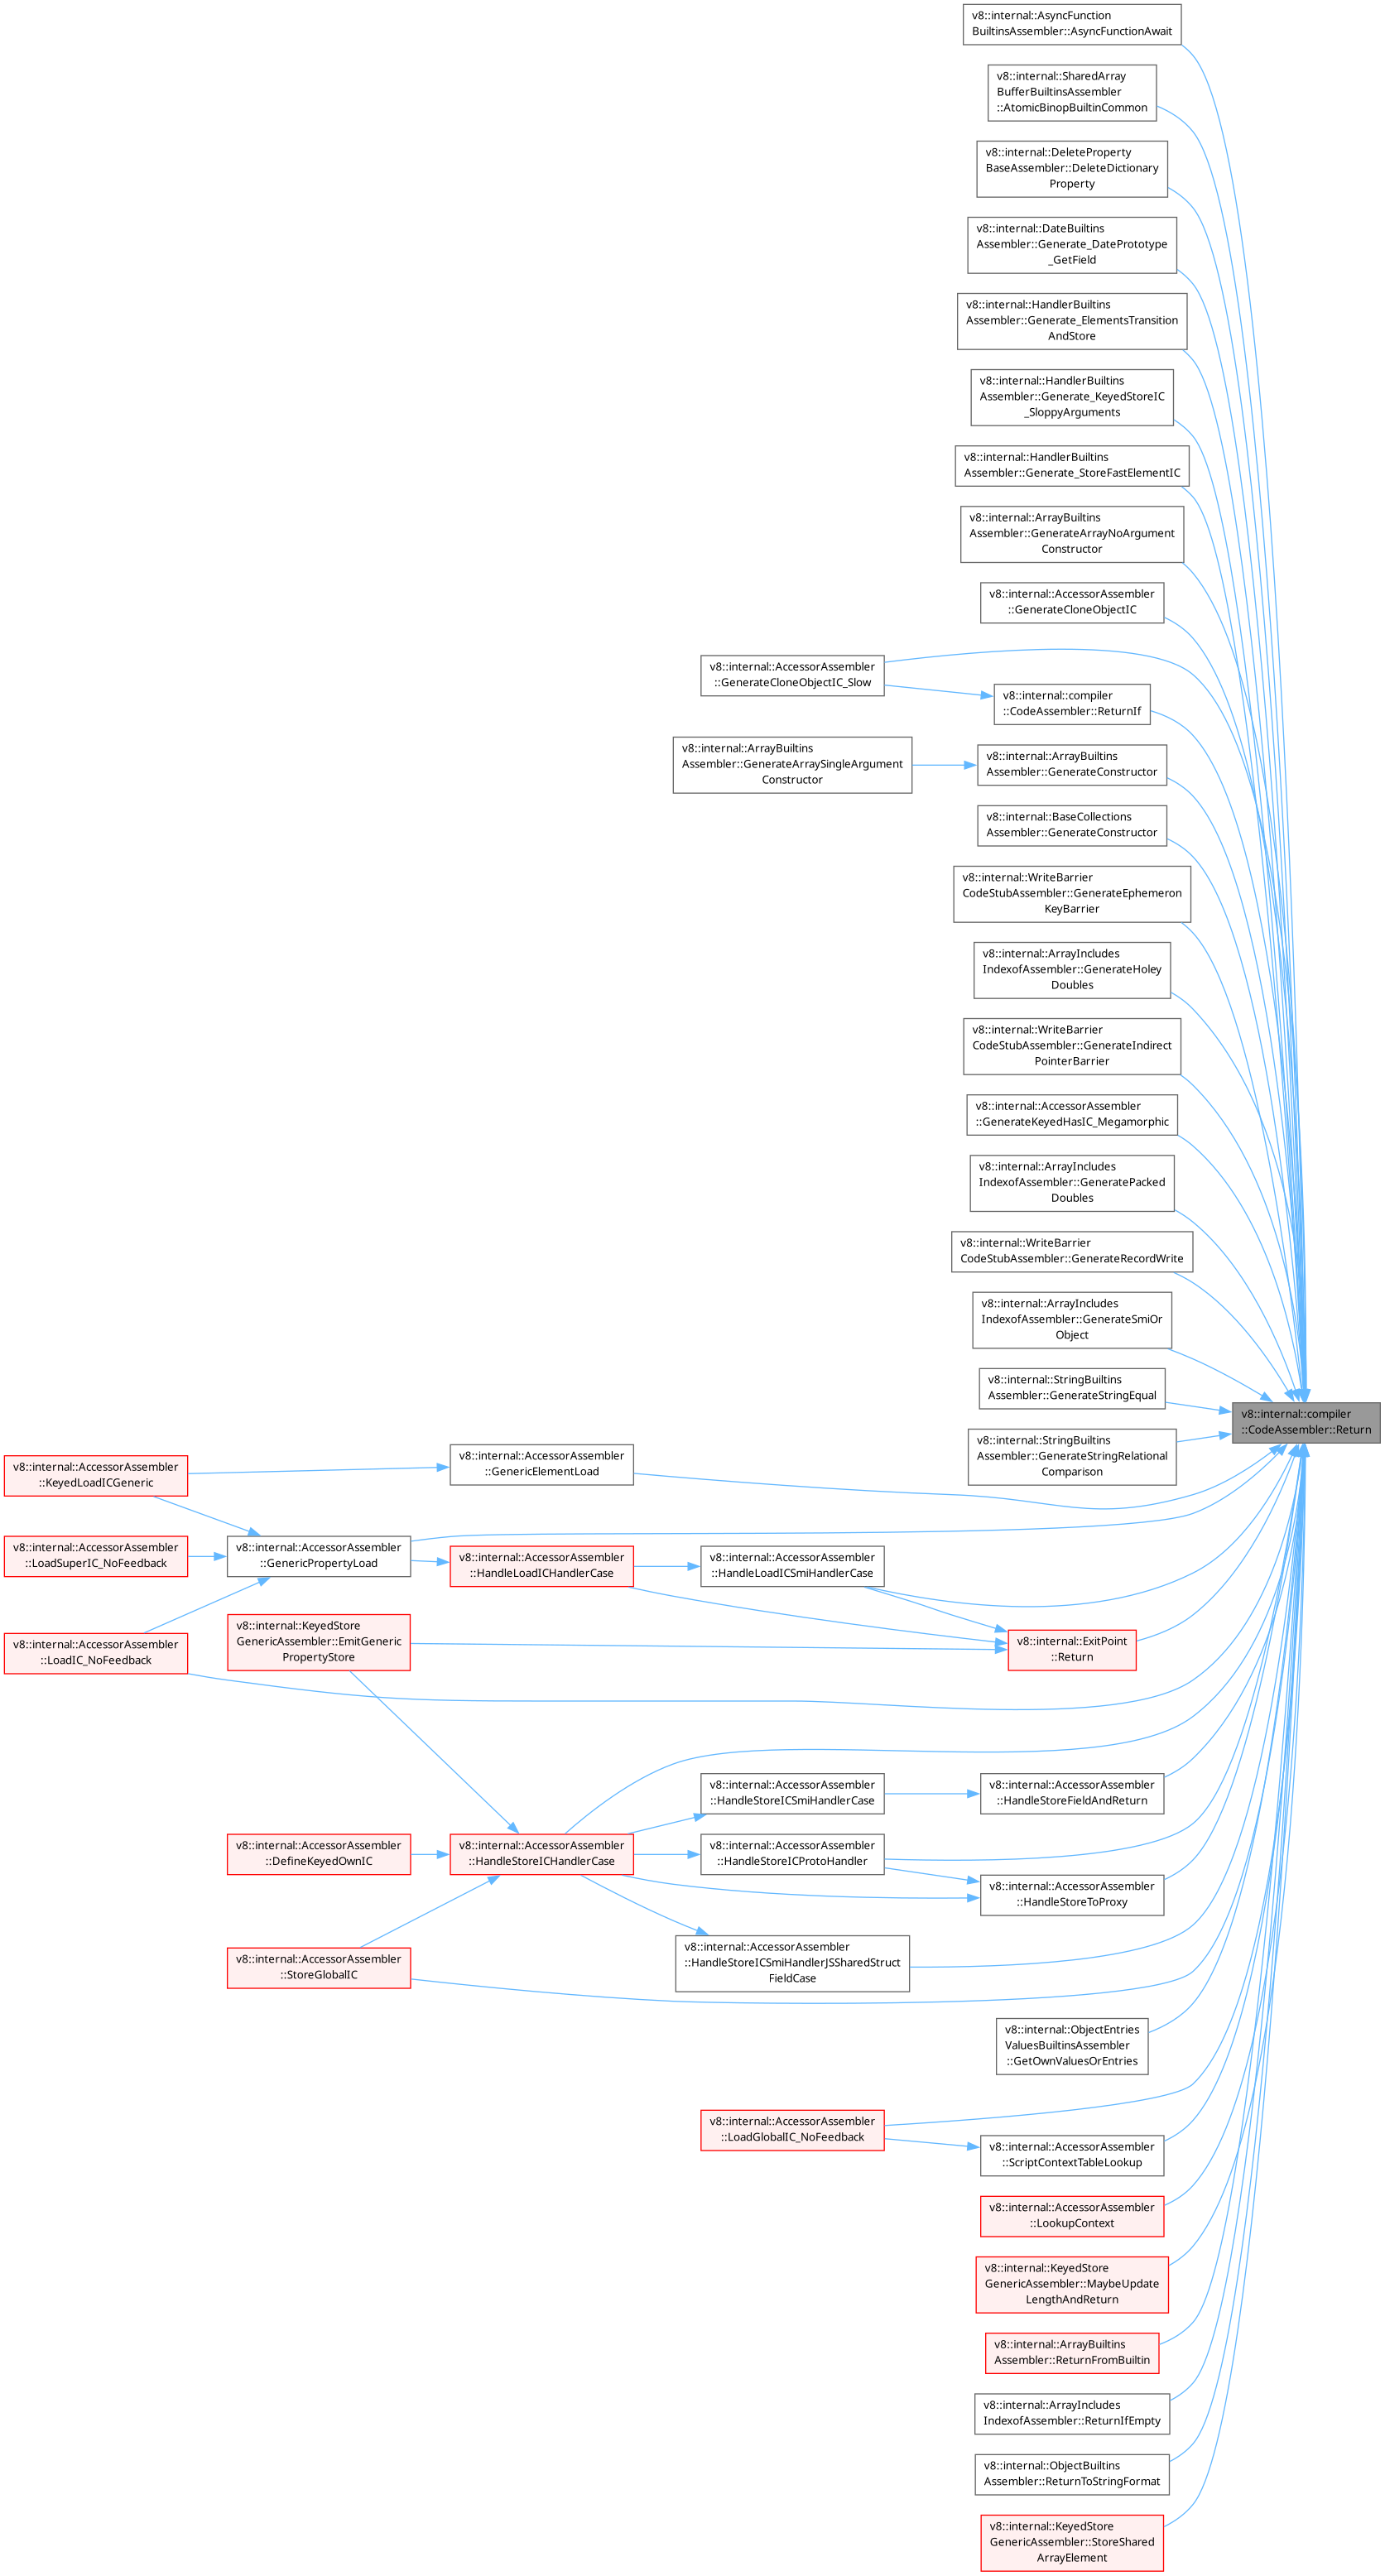 v8::internal::AsyncFunction
BuiltinsAssembler::AsyncFunctionAwait
v8::internal::SharedArray
BufferBuiltinsAssembler
::AtomicBinopBuiltinCommon
v8::internal::DeleteProperty
BaseAssembler::DeleteDictionary
Property
v8::internal::DateBuiltins
Assembler::Generate_DatePrototype
_GetField
v8::internal::HandlerBuiltins
Assembler::Generate_ElementsTransition
AndStore
v8::internal::HandlerBuiltins
Assembler::Generate_KeyedStoreIC
_SloppyArguments
v8::internal::HandlerBuiltins
Assembler::Generate_StoreFastElementIC
v8::internal::ArrayBuiltins
Assembler::GenerateArrayNoArgument
Constructor
v8::internal::AccessorAssembler
::GenerateCloneObjectIC
v8::internal::AccessorAssembler
::GenerateCloneObjectIC_Slow
v8::internal::compiler
::CodeAssembler::ReturnIf
v8::internal::ArrayBuiltins
Assembler::GenerateArraySingleArgument
Constructor
v8::internal::ArrayBuiltins
Assembler::GenerateConstructor
v8::internal::BaseCollections
Assembler::GenerateConstructor
v8::internal::WriteBarrier
CodeStubAssembler::GenerateEphemeron
KeyBarrier
v8::internal::ArrayIncludes
IndexofAssembler::GenerateHoley
Doubles
v8::internal::WriteBarrier
CodeStubAssembler::GenerateIndirect
PointerBarrier
v8::internal::AccessorAssembler
::GenerateKeyedHasIC_Megamorphic
v8::internal::ArrayIncludes
IndexofAssembler::GeneratePacked
Doubles
v8::internal::WriteBarrier
CodeStubAssembler::GenerateRecordWrite
v8::internal::ArrayIncludes
IndexofAssembler::GenerateSmiOr
Object
v8::internal::StringBuiltins
Assembler::GenerateStringEqual
v8::internal::compiler
::CodeAssembler::Return
v8::internal::StringBuiltins
Assembler::GenerateStringRelational
Comparison
v8::internal::AccessorAssembler
::KeyedLoadICGeneric
v8::internal::AccessorAssembler
::GenericElementLoad
v8::internal::AccessorAssembler
::LoadSuperIC_NoFeedback
v8::internal::AccessorAssembler
::GenericPropertyLoad
v8::internal::AccessorAssembler
::HandleLoadICHandlerCase
v8::internal::AccessorAssembler
::HandleLoadICSmiHandlerCase
v8::internal::AccessorAssembler
::LoadIC_NoFeedback
v8::internal::KeyedStore
GenericAssembler::EmitGeneric
PropertyStore
v8::internal::ExitPoint
::Return
v8::internal::AccessorAssembler
::HandleStoreICSmiHandlerCase
v8::internal::AccessorAssembler
::HandleStoreFieldAndReturn
v8::internal::AccessorAssembler
::DefineKeyedOwnIC
v8::internal::AccessorAssembler
::HandleStoreICHandlerCase
v8::internal::AccessorAssembler
::HandleStoreICProtoHandler
v8::internal::AccessorAssembler
::HandleStoreToProxy
v8::internal::AccessorAssembler
::StoreGlobalIC
v8::internal::AccessorAssembler
::HandleStoreICSmiHandlerJSSharedStruct
FieldCase
v8::internal::ObjectEntries
ValuesBuiltinsAssembler
::GetOwnValuesOrEntries
v8::internal::AccessorAssembler
::LoadGlobalIC_NoFeedback
v8::internal::AccessorAssembler
::ScriptContextTableLookup
v8::internal::AccessorAssembler
::LookupContext
v8::internal::KeyedStore
GenericAssembler::MaybeUpdate
LengthAndReturn
v8::internal::ArrayBuiltins
Assembler::ReturnFromBuiltin
v8::internal::ArrayIncludes
IndexofAssembler::ReturnIfEmpty
v8::internal::ObjectBuiltins
Assembler::ReturnToStringFormat
v8::internal::KeyedStore
GenericAssembler::StoreShared
ArrayElement